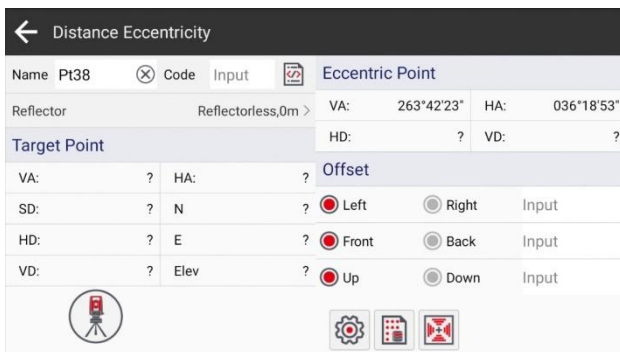 Distance Eccentricity
Name Pt38 Code Input
Reflector Reflectorless,0m >
Target Point
VA: ? HA: ?
SD: ? N ?
HD: ? E ?
VD: ? Elev ?
Eccentric Point
VA: 263°42'23" HA: 036°18'53"
HD: ? VD: ?
Offset
Left Right Input
Front Back Input
Up Down Input